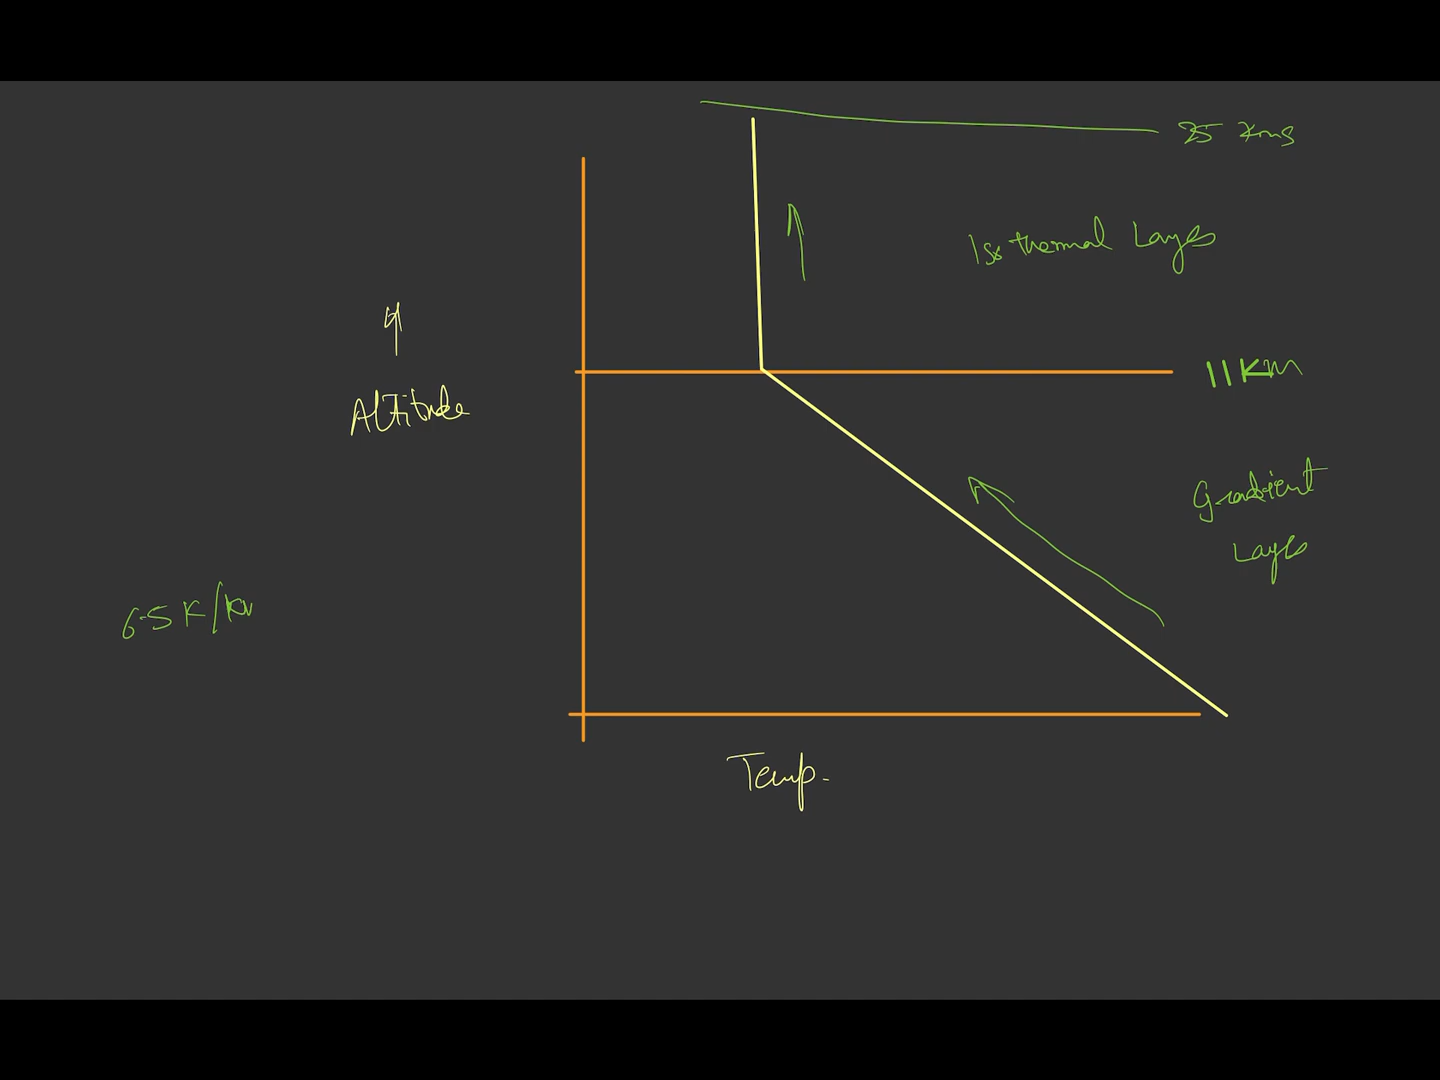 25 Kms
Isothermal Layer
11 KM
Altitude
Gradient
Layer
6.5 K/KM
Temp.